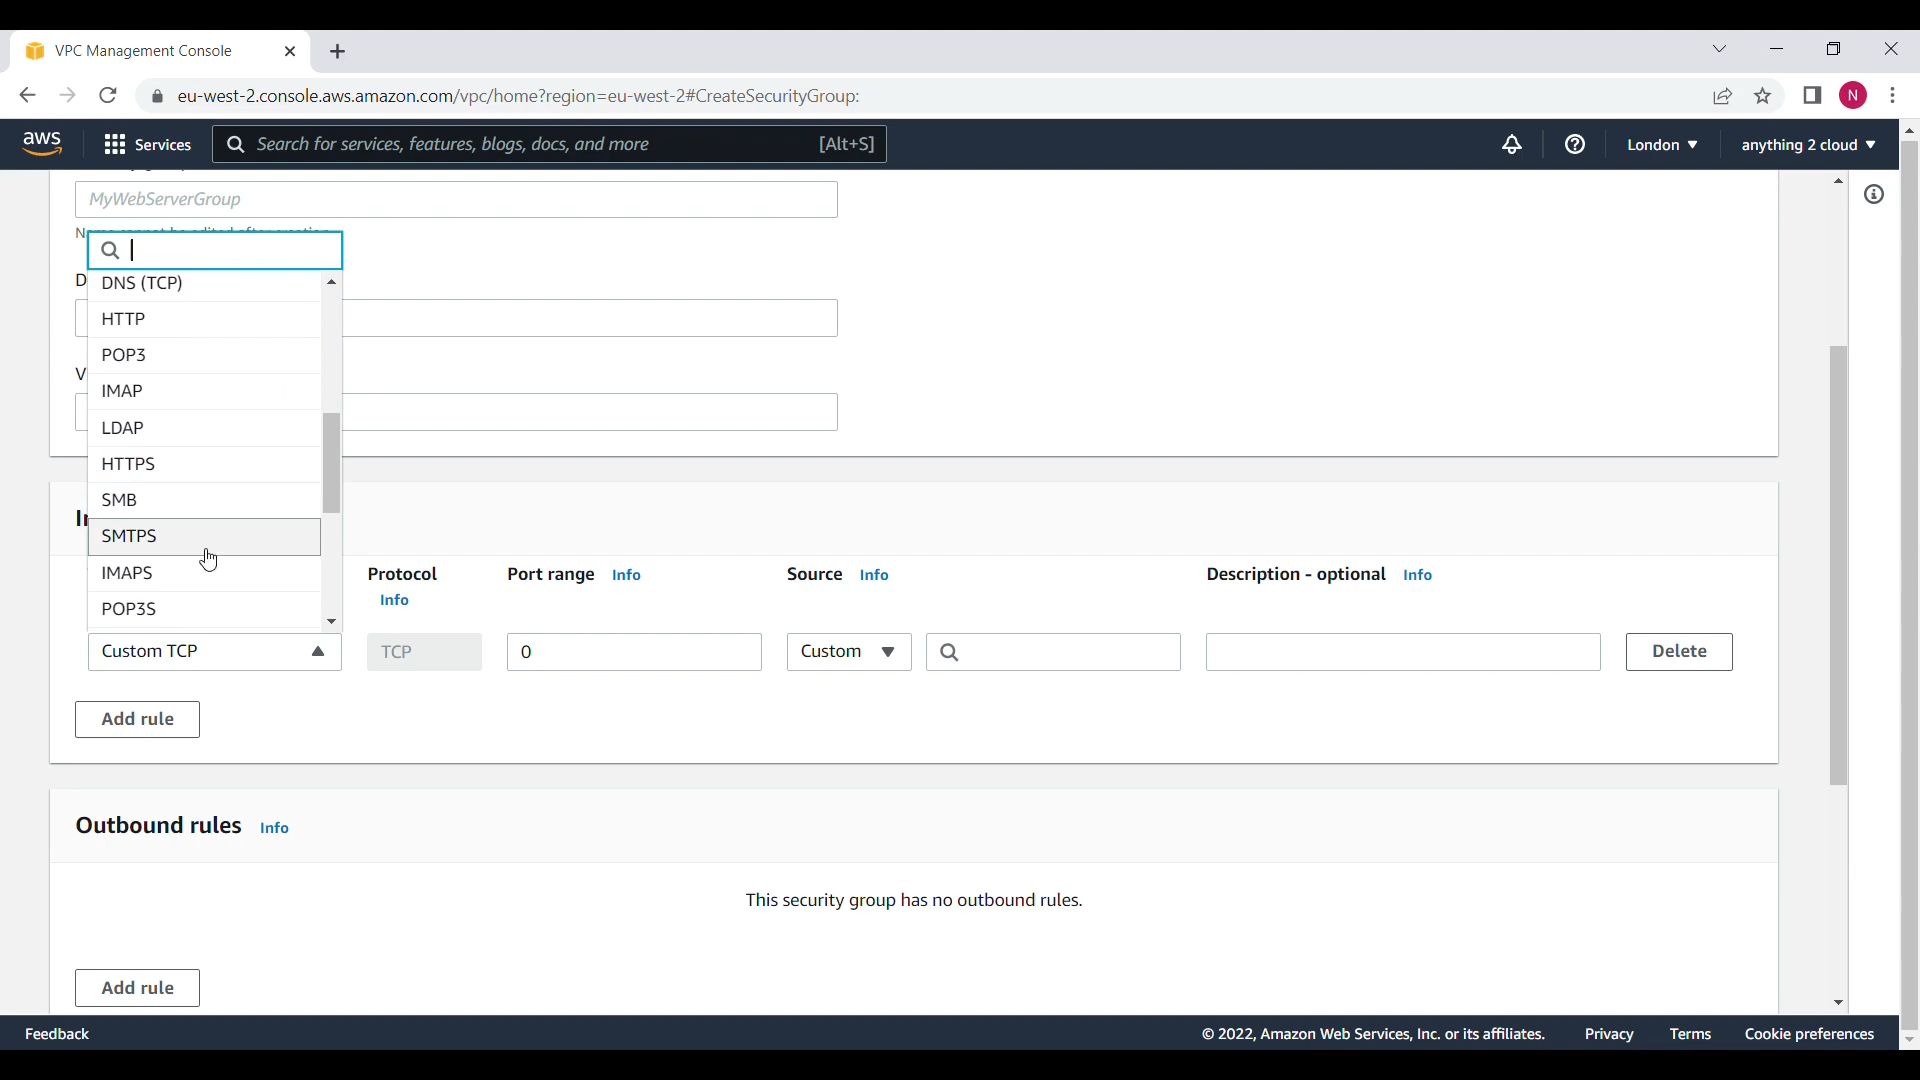 VPC Management Console
eu-west-2.console.aws.amazon.com/vpc/home?region=eu-west-2#CreateSecurityGroup:
N
aws
Services
Search for services, features, blogs, docs, and more
[Alt+S]
London
anything 2 cloud
MyWebServerGroup
DNS (TCP)
HTTP
POP3
IMAP
LDAP
HTTPS
SMB
SMTPS
IMAPS
POP3S
Protocol
Info
Port range Info
Source Info
Description - optional Info
Custom TCP
TCP
0
Custom
Delete
Add rule
Outbound rules Info
This security group has no outbound rules.
Add rule
Feedback
© 2022, Amazon Web Services, Inc. or its affiliates.
Privacy
Terms
Cookie preferences